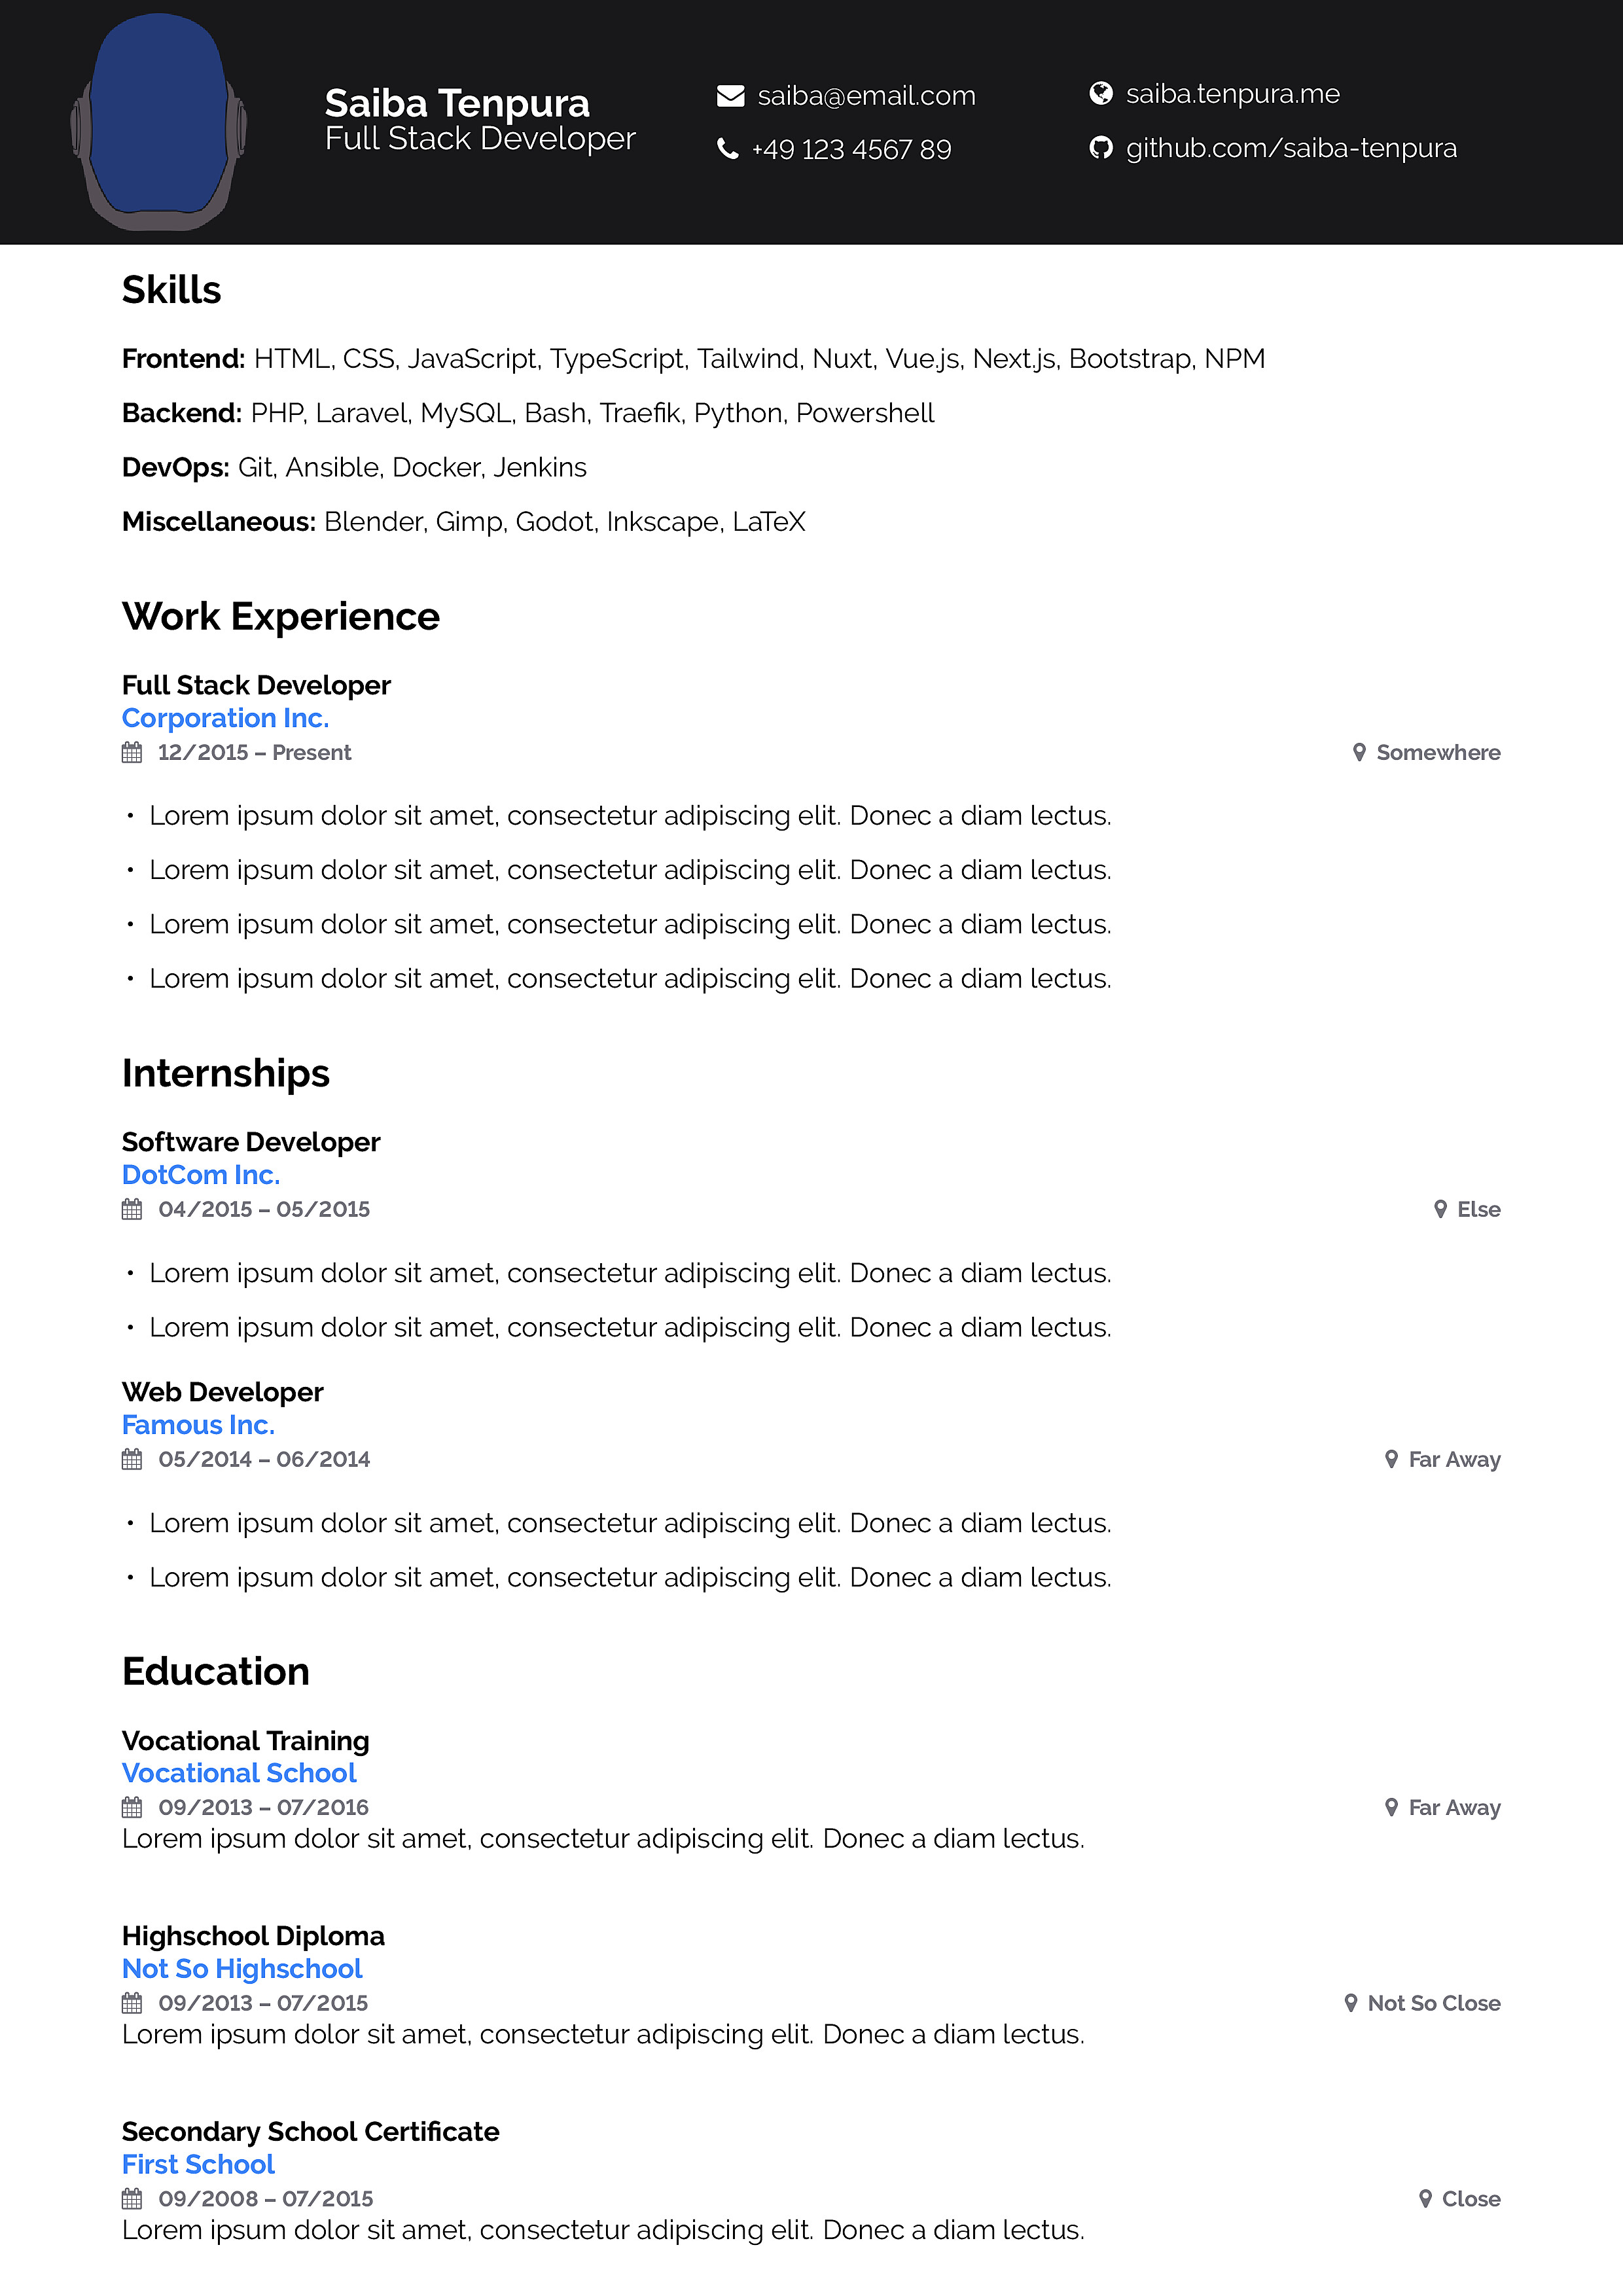 Saiba Tenpura
Full Stack Developer
saiba@email.com
+49 123 4567 89
saiba.tenpura.me
github.com/saiba-tenpura
Skills
Frontend: HTML, CSS, JavaScript, TypeScript, Tailwind, Nuxt, Vue.js, Next.js, Bootstrap, NPM
Backend: PHP, Laravel, MySQL, Bash, Traefik, Python, Powershell
DevOps: Git, Ansible, Docker, Jenkins
Miscellaneous: Blender, Gimp, Godot, Inkscape, LaTeX
Work Experience
Full Stack Developer
Corporation Inc.
12/2015 – Present Somewhere
• Lorem ipsum dolor sit amet, consectetur adipiscing elit. Donec a diam lectus.
• Lorem ipsum dolor sit amet, consectetur adipiscing elit. Donec a diam lectus.
• Lorem ipsum dolor sit amet, consectetur adipiscing elit. Donec a diam lectus.
• Lorem ipsum dolor sit amet, consectetur adipiscing elit. Donec a diam lectus.
Internships
Software Developer
DotCom Inc.
04/2015 – 05/2015 Else
• Lorem ipsum dolor sit amet, consectetur adipiscing elit. Donec a diam lectus.
• Lorem ipsum dolor sit amet, consectetur adipiscing elit. Donec a diam lectus.
Web Developer
Famous Inc.
05/2014 – 06/2014 Far Away
• Lorem ipsum dolor sit amet, consectetur adipiscing elit. Donec a diam lectus.
• Lorem ipsum dolor sit amet, consectetur adipiscing elit. Donec a diam lectus.
Education
Vocational Training
Vocational School
09/2013 – 07/2016 Far Away
Lorem ipsum dolor sit amet, consectetur adipiscing elit. Donec a diam lectus.
Highschool Diploma
Not So Highschool
09/2013 – 07/2015 Not So Close
Lorem ipsum dolor sit amet, consectetur adipiscing elit. Donec a diam lectus.
Secondary School Certificate
First School
09/2008 – 07/2015 Close
Lorem ipsum dolor sit amet, consectetur adipiscing elit. Donec a diam lectus.